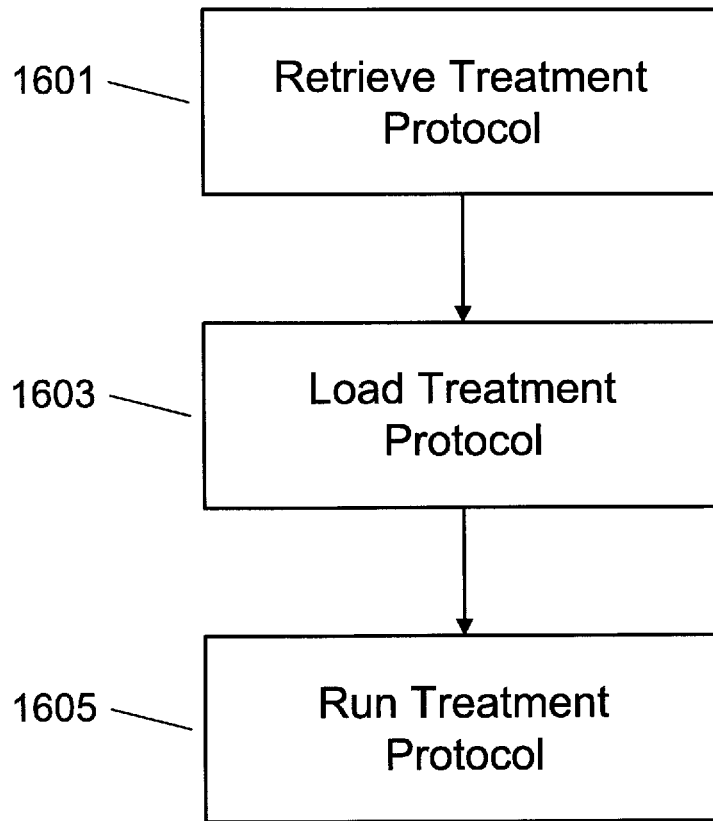 1601
Retrieve Treatment
Protocol
1603
Load Treatment
Protocol
1605
Run Treatment
Protocol